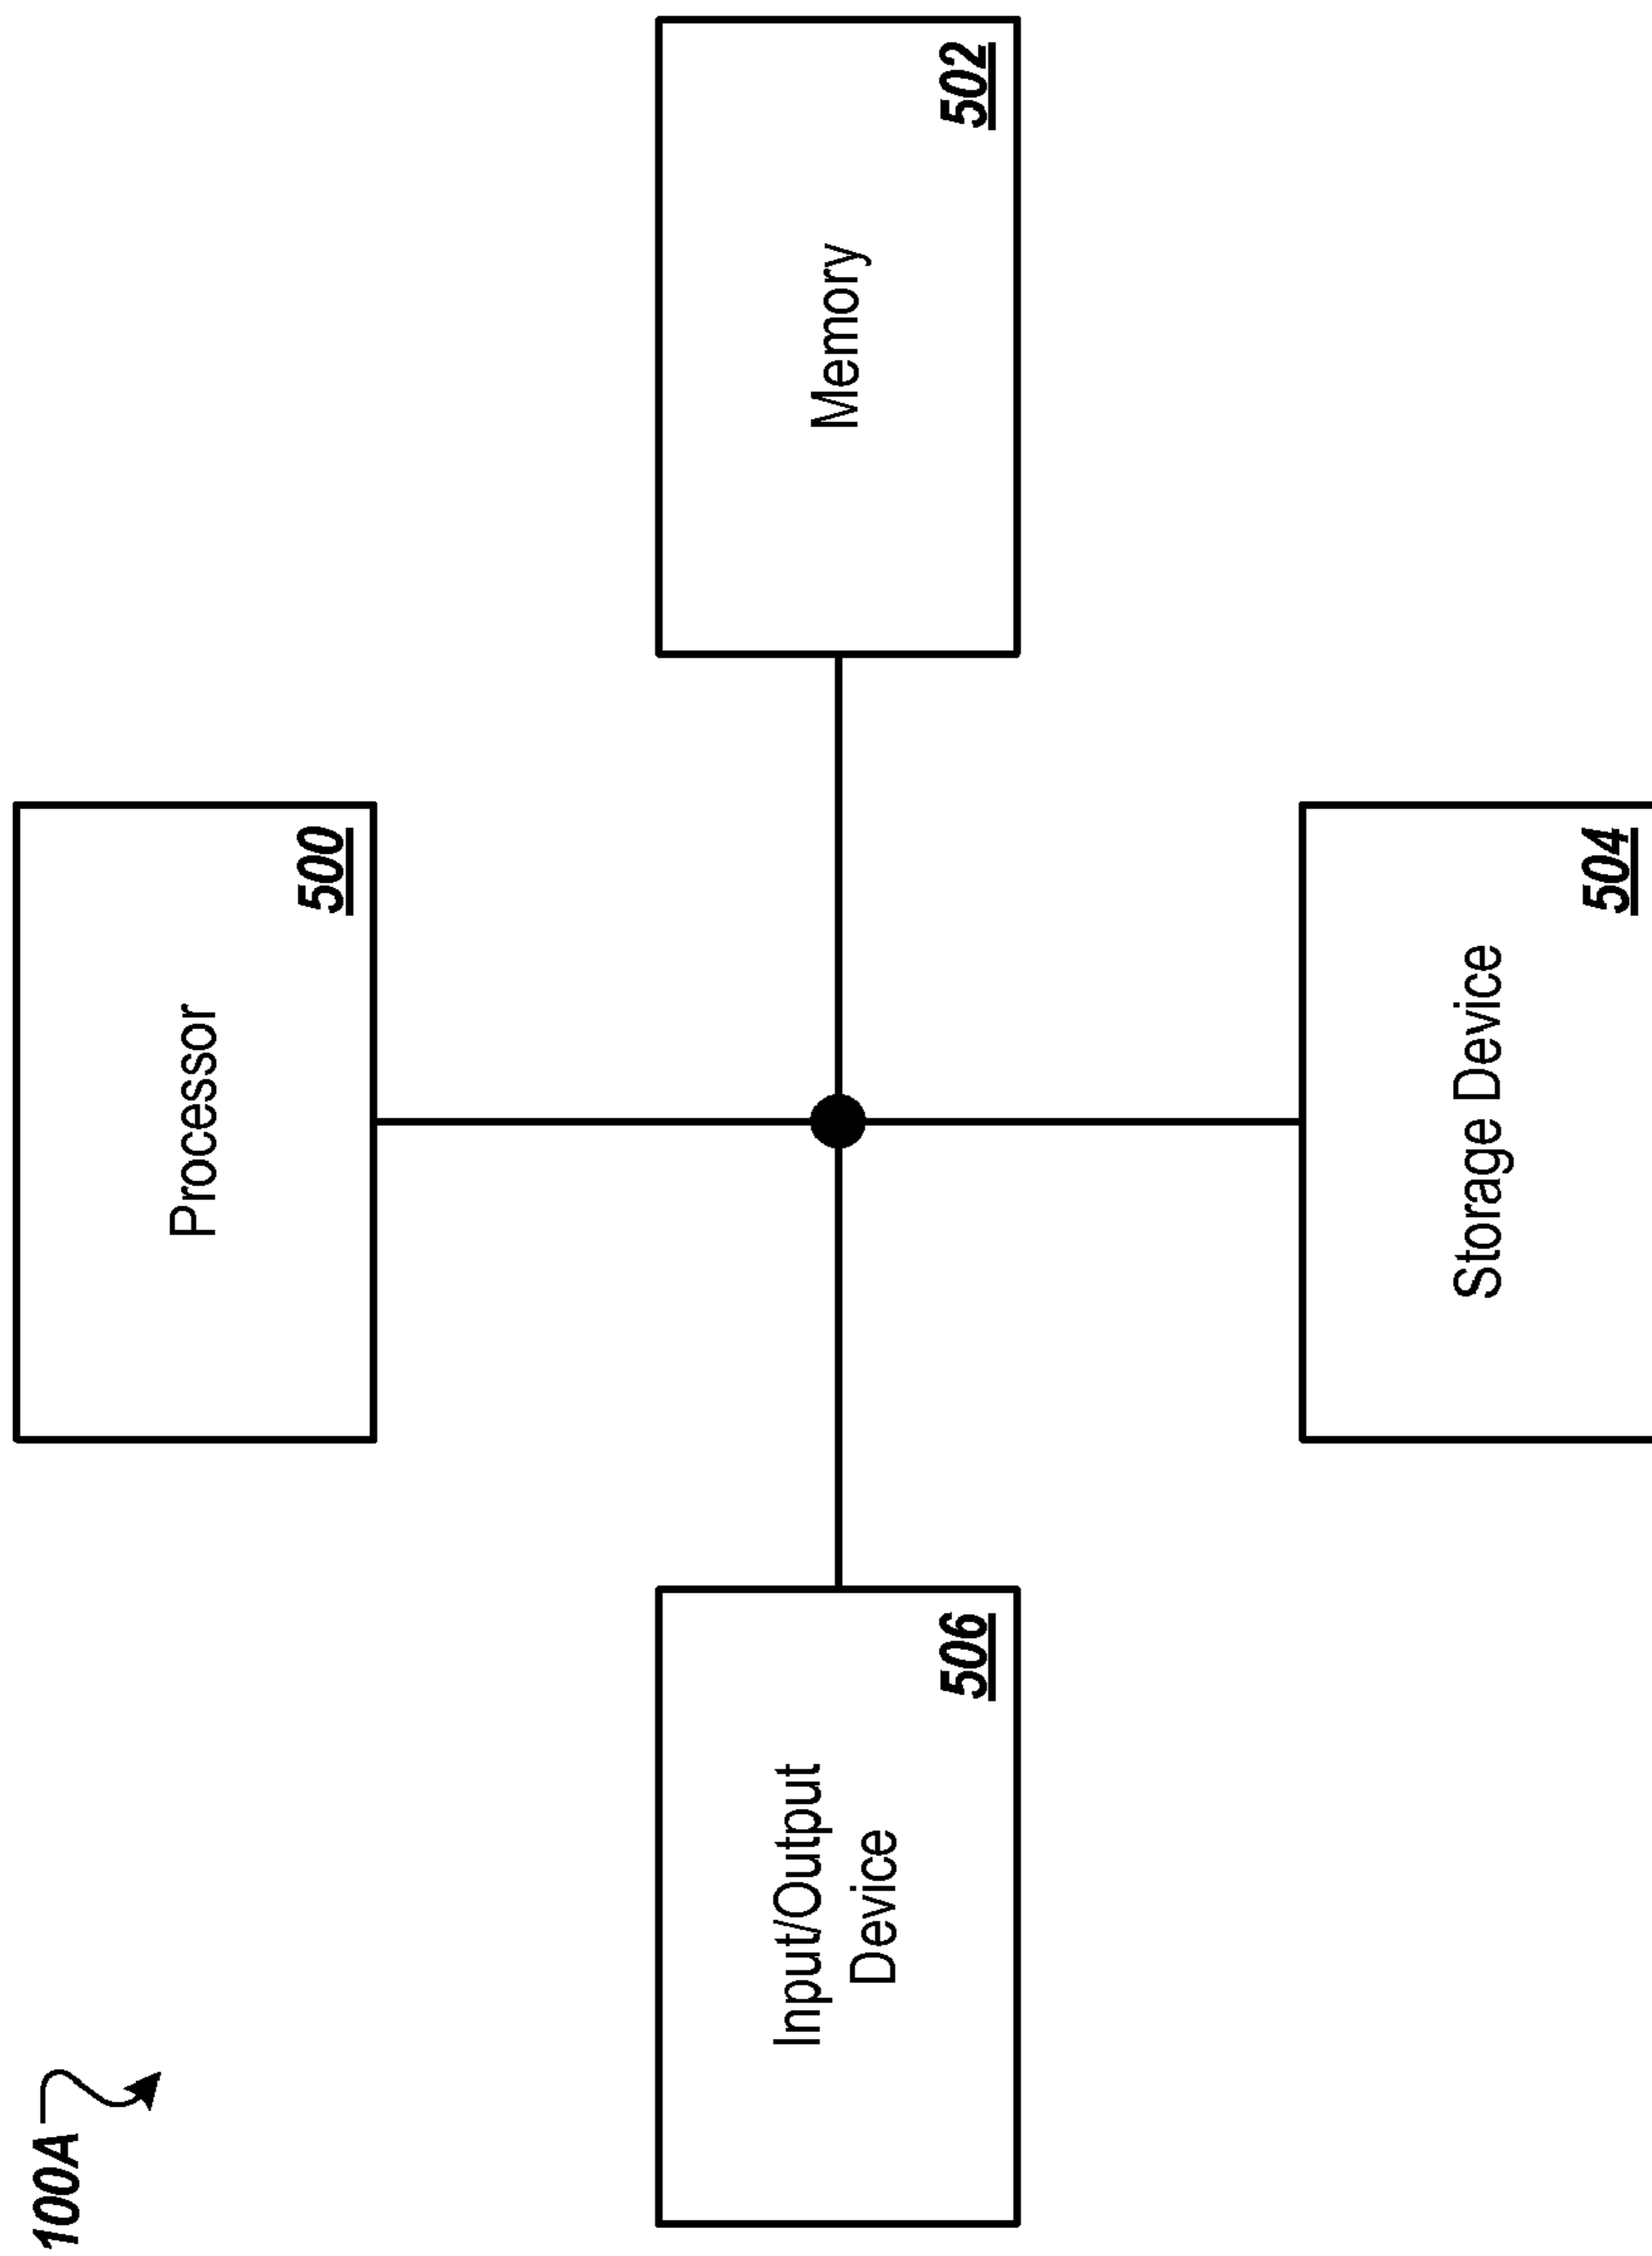 100A
Processor
500
Input/Output
Device
506
Memory
502
Storage Device
504